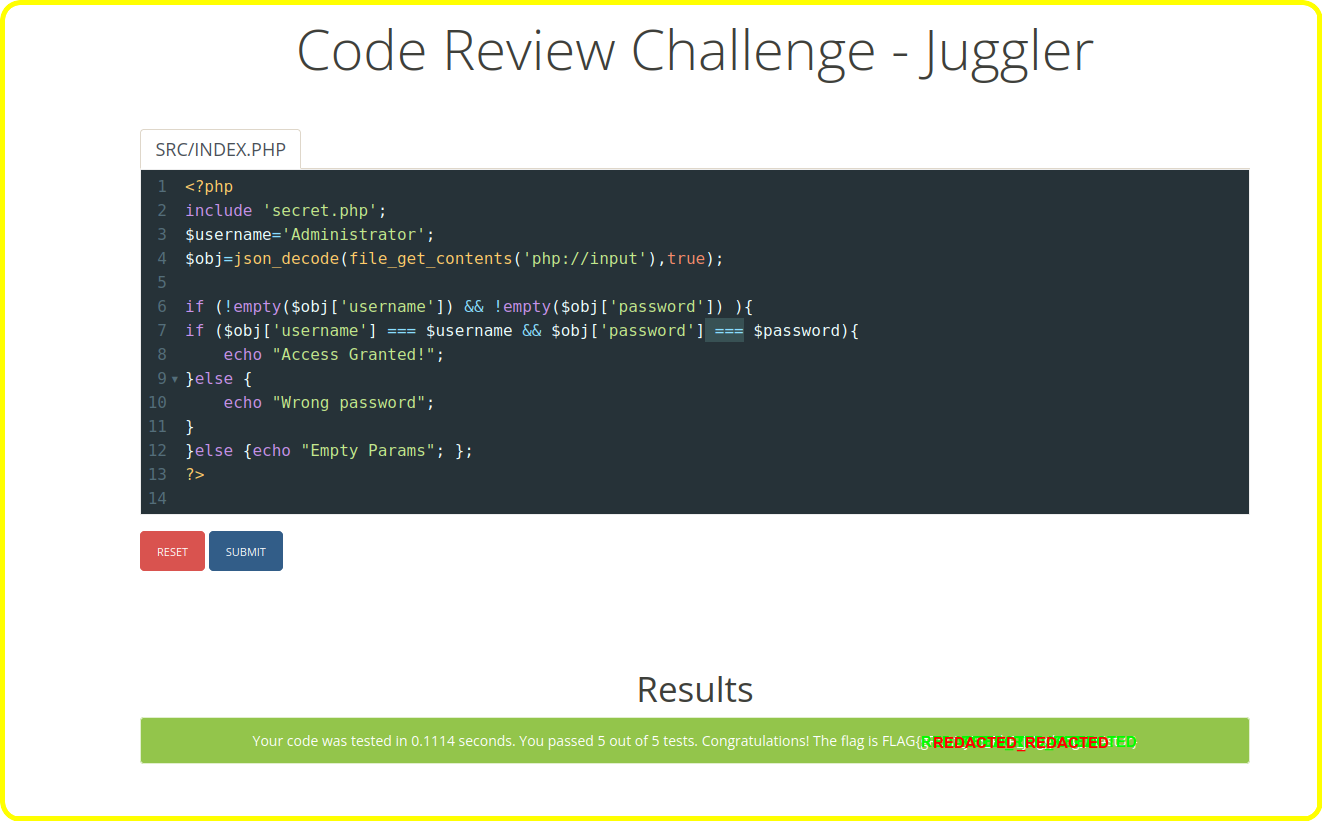 Code Review Challenge - Juggler
SRC/INDEX.PHP
1 <?php
2 include 'secret.php';
3 $username='Administrator';
4 $obj=json_decode(file_get_contents('php://input'),true);
5
6 if (!empty($obj['username']) && !empty($obj['password']) ){
7 if ($obj['username'] === $username && $obj['password'] === $password){
8     echo "Access Granted!";
9 }else {
10     echo "Wrong password";
11 }
12 }else {echo "Empty Params"; };
13 ?>
14
RESET SUBMIT
Results
Your code was tested in 0.1114 seconds. You passed 5 out of 5 tests. Congratulations! The flag is FLAG{REDACTED_REDACTED}